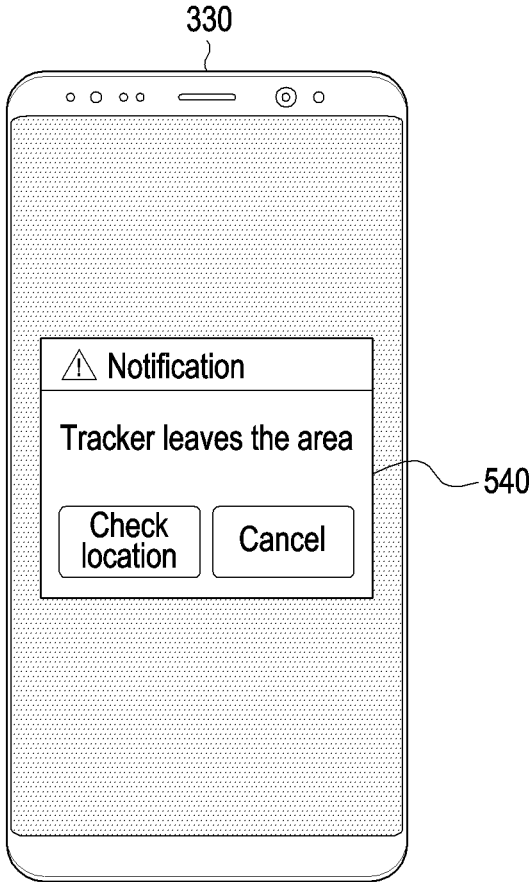 330
Notification
Tracker leaves the area
540
Check
location
Cancel